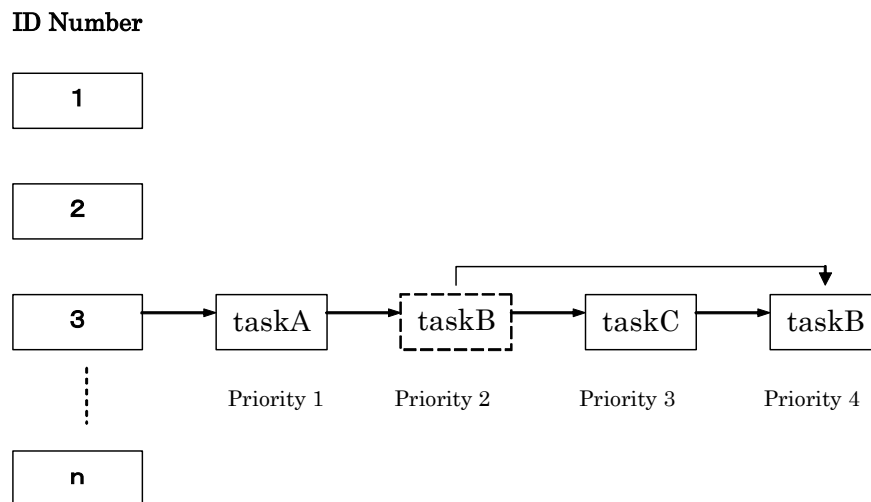 ID Number
1
2
3
taskA
taskB
taskC
taskB
Priority 1
Priority 2
Priority 3
Priority 4
n